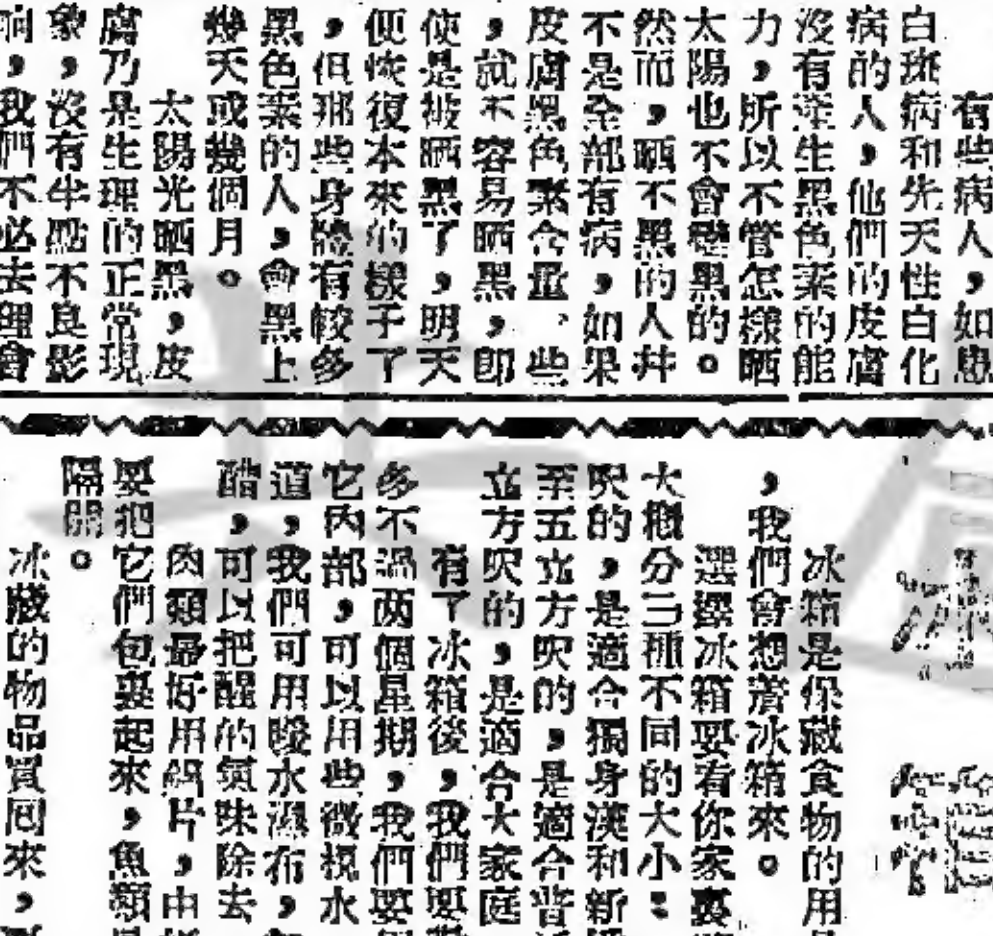 有些病人，如患
白斑病和先天性白化
病的人，他們的皮膚
沒有產生黑色素的能
力，所以不管怎樣晒
太陽也不會變黑的。
然而，晒不黑的人並
不是全部有病，如果
皮膚黑色素含量些
，就不容易晒黑，即
使是被晒黑了，明天
便恢復本來的樣子了
，但那些身體有較多
黑色素的人，會黑上
幾天或幾個月。
太陽光晒黑，皮
膚乃是生理的正常現
象，沒有半點不良影
响，我們不必去理會
冰箱是保藏食物的用
，我們會想着冰箱來。
選擇冰箱要看你家裏
大概分三種不同的大小：
呎的，是適合獨身漢和新
至五立方呎的，是適合普
立方呎的，是適合大家庭
有了冰箱後，我們要
多不過兩個星期，我們要
它內部，可以用些微梘水
道，我們可用暖水濕布，
醋，可以把醒的氣味除去
肉類最好用錫片，由
要把它們包裹起來，魚類
隔開。
冰藏的物品買回來，